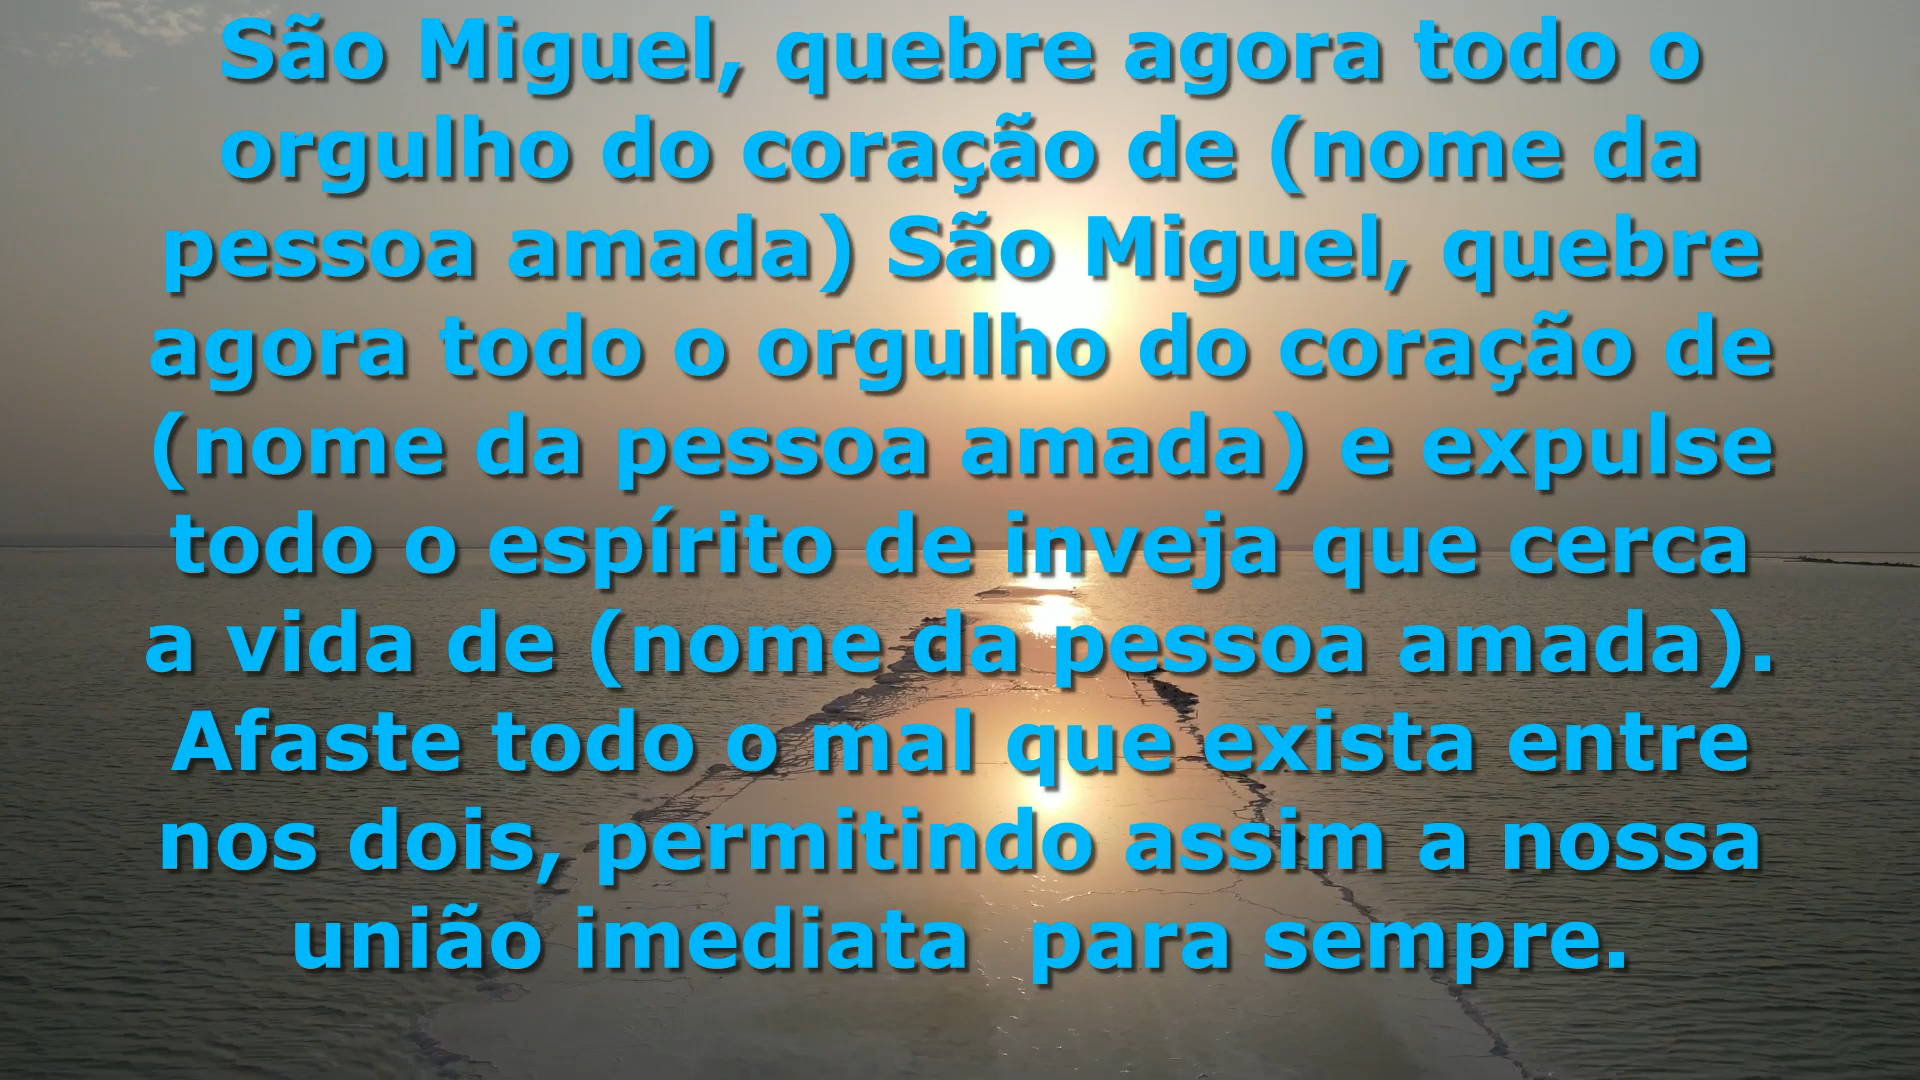 São Miguel, quebre agora todo o
orgulho do coração de (nome da
pessoa amada) São Miguel, quebre
agora todo o orgulho do coração de
(nome da pessoa amada) e expulse
todo o espírito de inveja que cerca
a vida de (nome da pessoa amada).
Afaste todo o mal que exista entre
nos dois, permitindo assim a nossa
união imediata  para sempre.